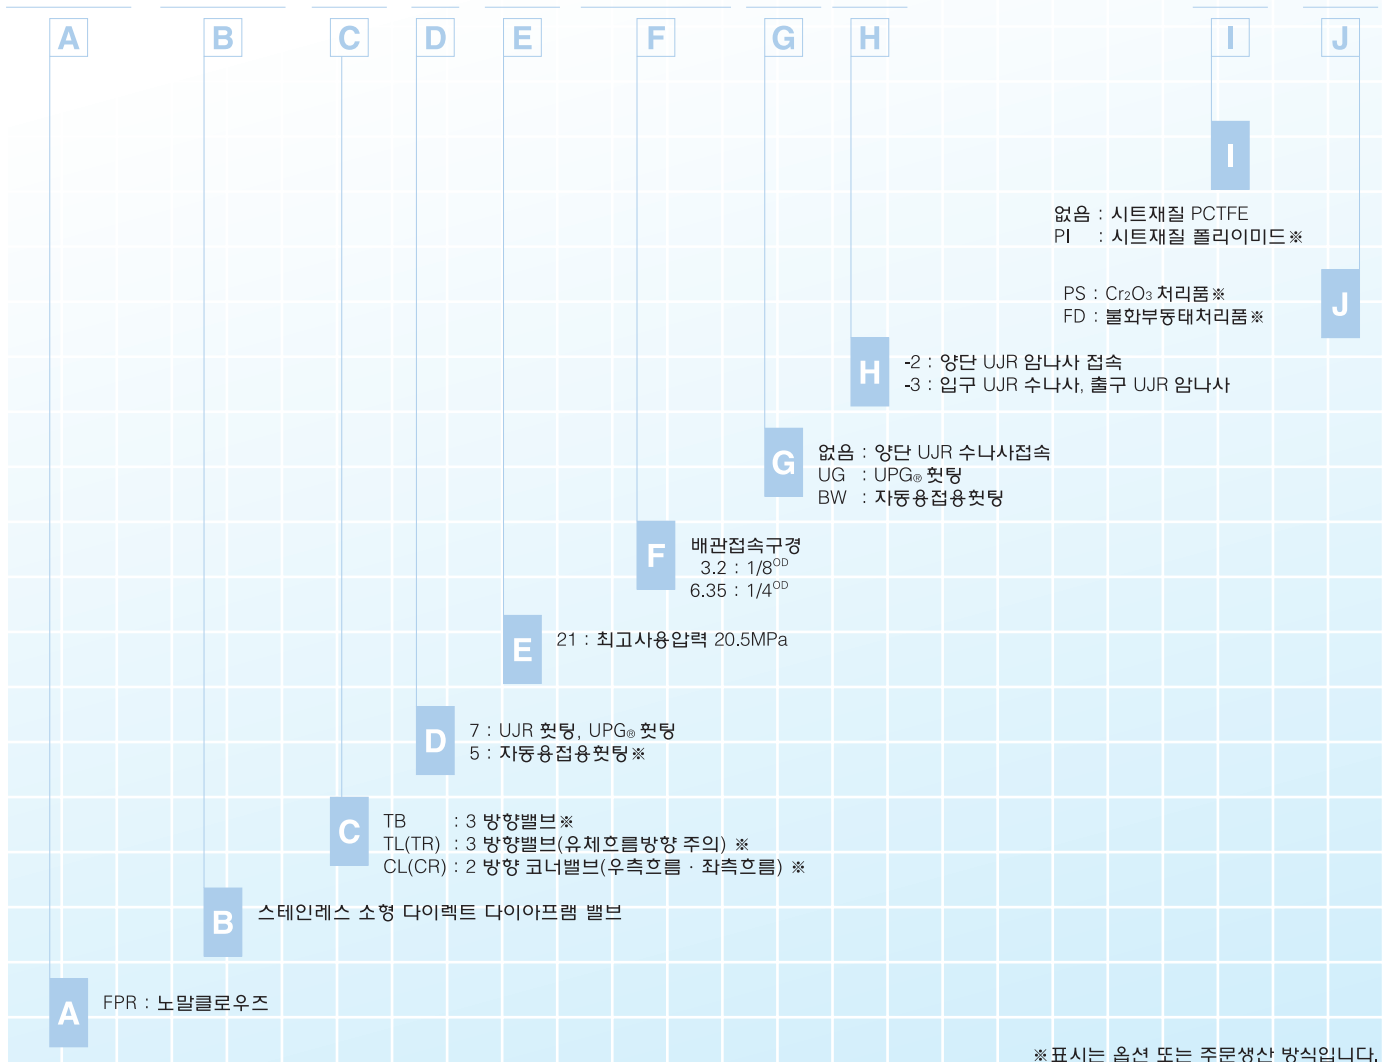 A B C D E F G H I J
I
없음 : 시트재질 PCTFE
PI : 시트재질 폴리이미드※
J
PS : Cr₂O₃ 처리품※
FD : 불화부동태처리품※
H
-2 : 양단 UJR 암나사 접속
-3 : 입구 UJR 수나사, 출구 UJR 암나사
G
없음 : 양단 UJR 수나사접속
UG : UPG® 휫팅
BW : 자동용접용휫팅
F
배관접속구경
3.2 : 1/8ᴼᴰ
6.35 : 1/4ᴼᴰ
E
21 : 최고사용압력 20.5MPa
D
7 : UJR 휫팅, UPG® 휫팅
5 : 자동용접용휫팅※
C
TB : 3 방향밸브※
TL(TR) : 3 방향밸브(유체흐름방향 주의) ※
CL(CR) : 2 방향 코너밸브(우측흐름 · 좌측흐름) ※
B
스테인레스 소형 다이렉트 다이아프램 밸브
A
FPR : 노말클로우즈
※표시는 옵션 또는 주문생산 방식입니다.